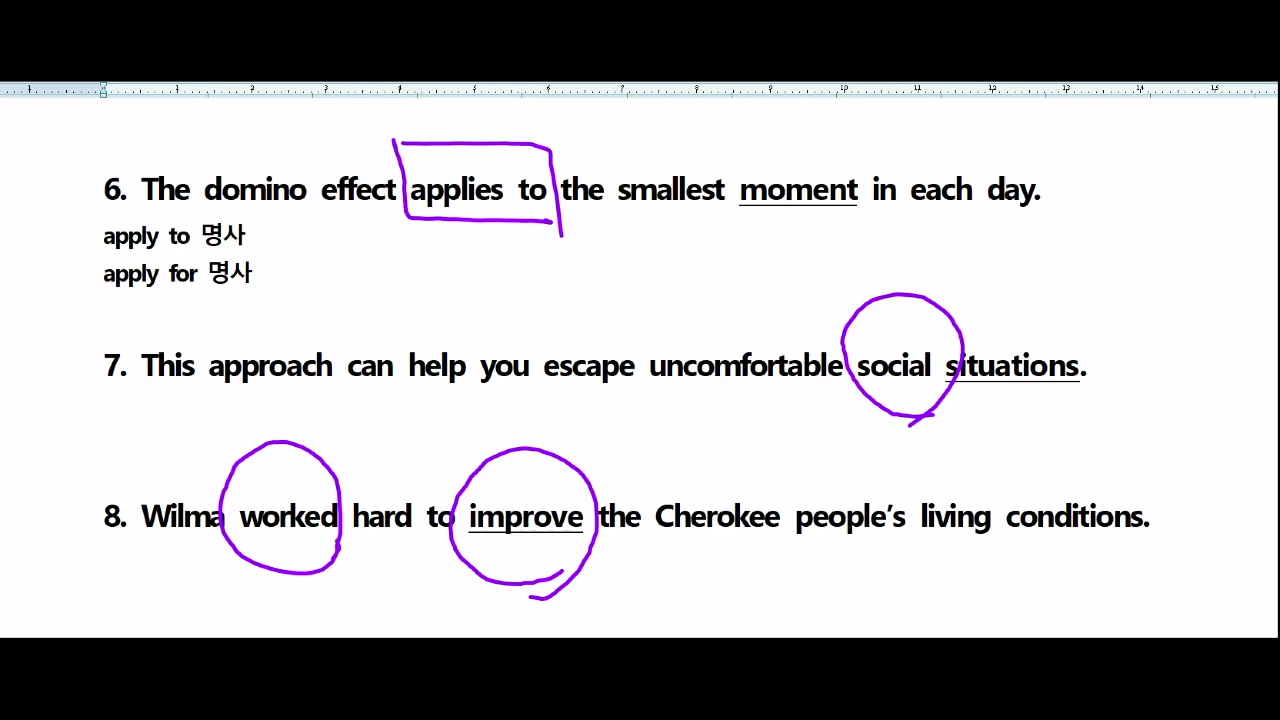 6. The domino effect applies to the smallest moment in each day.
apply to 명사
apply for 명사
7. This approach can help you escape uncomfortable social situations.
8. Wilma worked hard to improve the Cherokee people’s living conditions.